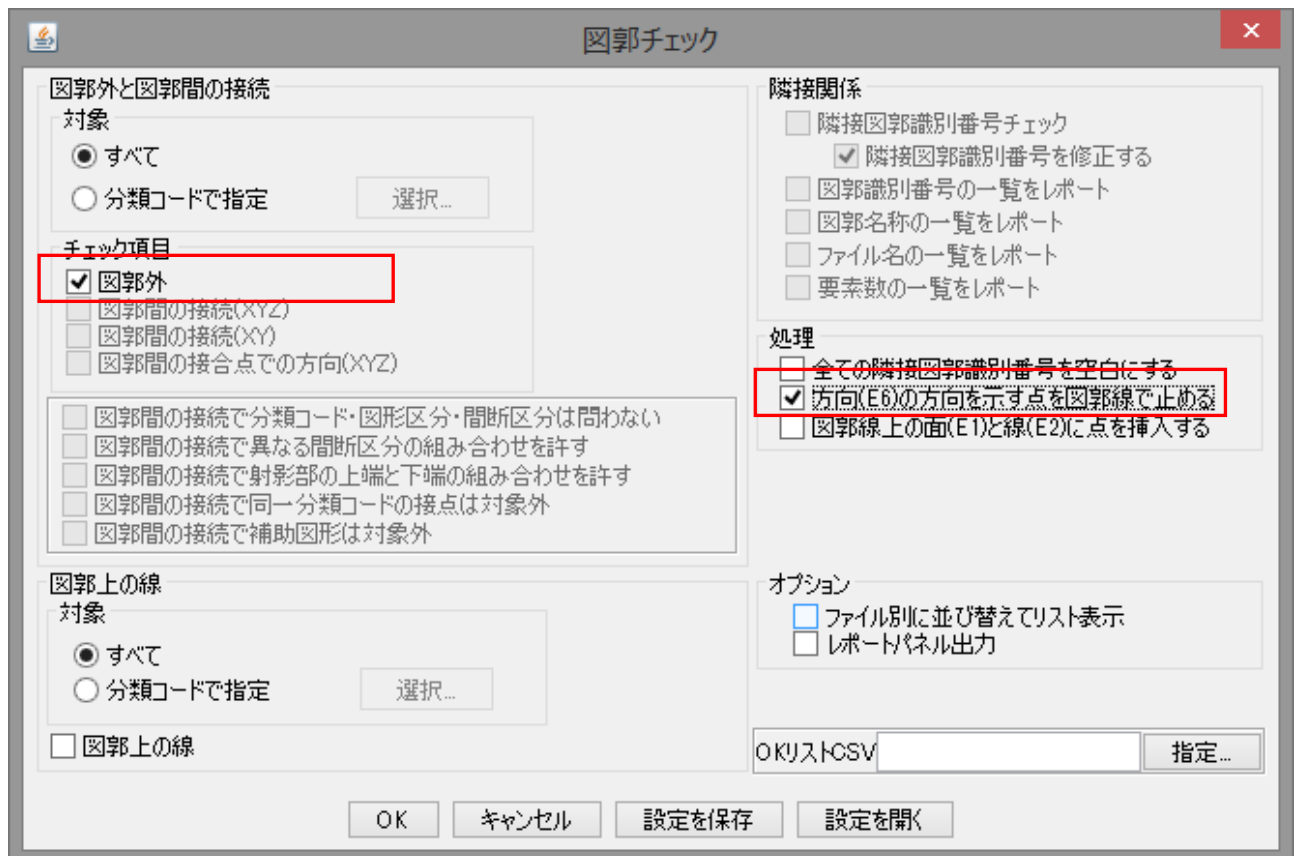 図郭チェック
図郭外と図郭間の接続
対象
すべて
分類コードで指定
選択...
チェック項目
図郭外
図郭間の接続(XYZ)
図郭間の接続(XY)
図郭間の接合点での方向(XYZ)
図郭間の接続で分類コード・図形区分・間断区分は問わない
図郭間の接続で異なる間断区分の組み合わせを許す
図郭間の接続で射影部の上端と下端の組み合わせを許す
図郭間の接続で同一分類コードの接点は対象外
図郭間の接続で補助図形は対象外
図郭上の線
対象
すべて
分類コードで指定
選択...
図郭上の線
隣接関係
隣接図郭識別番号チェック
隣接図郭識別番号を修正する
図郭識別番号の一覧をレポート
図郭名称の一覧をレポート
ファイル名の一覧をレポート
要素数の一覧をレポート
処理
全ての隣接図郭識別番号を空白にする
方向(E6)の方向を示す点を図郭線で止める
図郭線上の面(E1)と線(E2)に点を挿入する
オプション
ファイル別に並び替えてリスト表示
レポートパネル出力
OKリストCSV
指定...
OK
キャンセル
設定を保存
設定を開く